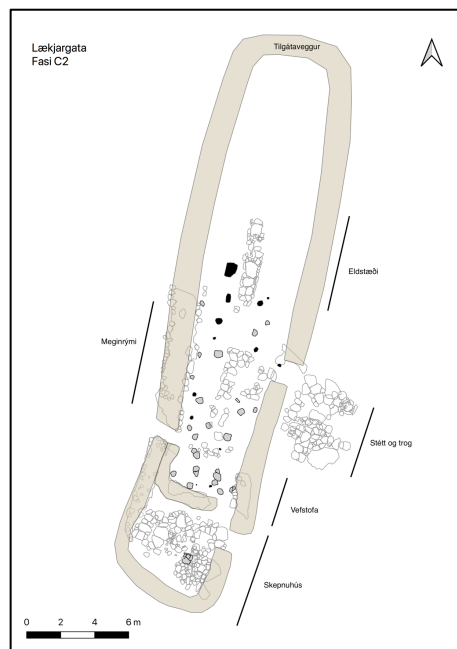 Lækjargata
Fasi C2
Tilgátaveggur
Eldstæði
Meginrými
Stétt og trog
Vefstofa
Skepnuhús
0 2 4 6 m